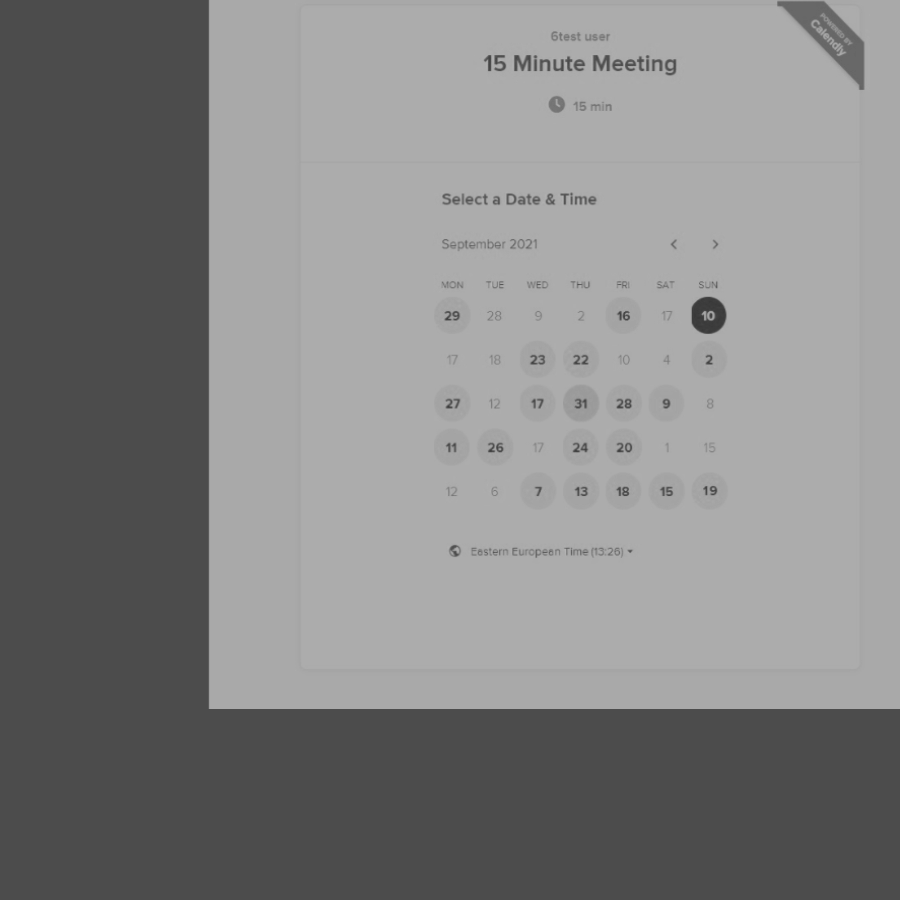 POWERED BY
Calendly
6test user
15 Minute Meeting
15 min
Select a Date & Time
September 2021
MON TUE WED THU FRI SAT SUN
29 28 9 2 16 17 10
17 18 23 22 10 4 2
27 12 17 31 28 9 8
11 26 17 24 20 1 15
12 6 7 13 18 15 19
Eastern European Time (13:26)